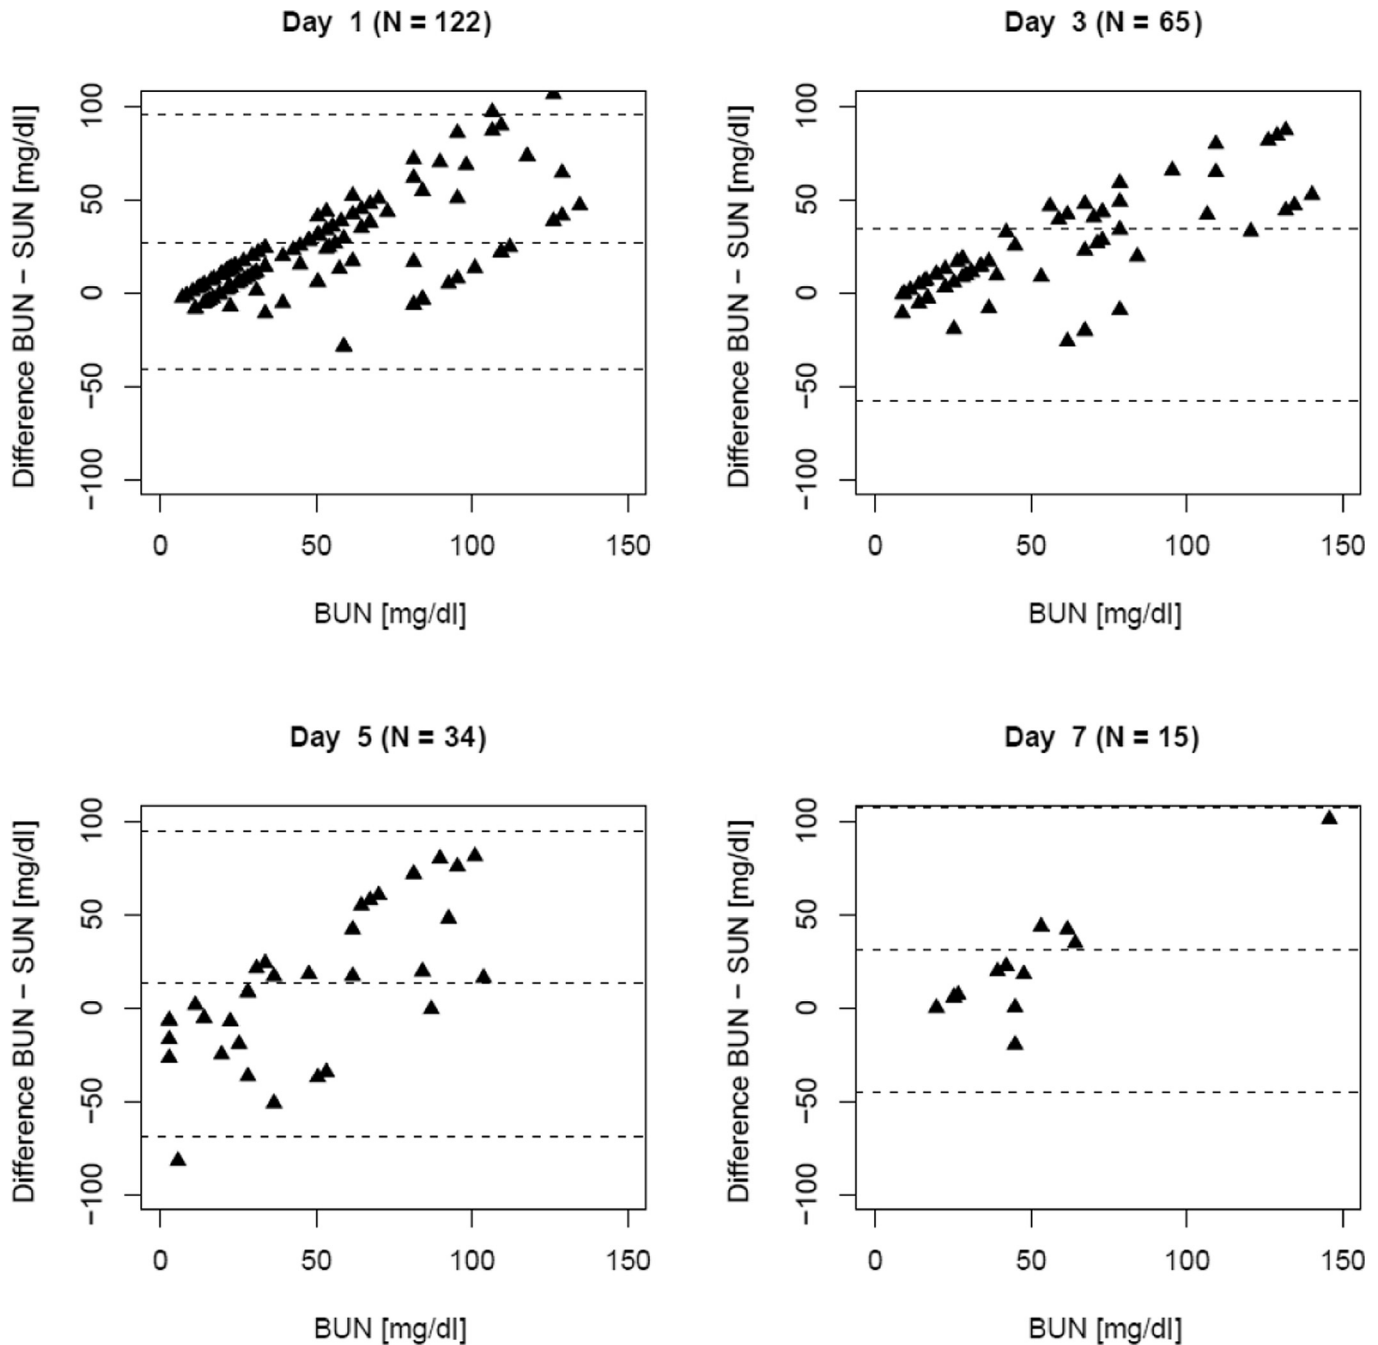 Day 1 (N = 122)
Difference BUN − SUN [mg/dl]
100
50
0
−50
−100
0 50 100 150
BUN [mg/dl]
Day 3 (N = 65)
Difference BUN − SUN [mg/dl]
100
50
0
−50
−100
0 50 100 150
BUN [mg/dl]
Day 5 (N = 34)
Difference BUN − SUN [mg/dl]
100
50
0
−50
−100
0 50 100 150
BUN [mg/dl]
Day 7 (N = 15)
Difference BUN − SUN [mg/dl]
100
50
0
−50
−100
0 50 100 150
BUN [mg/dl]